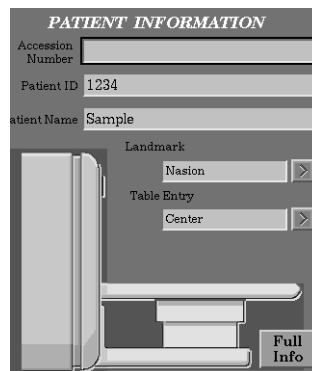 PATIENT INFORMATION
Accession
Number
Patient ID 1234
atient Name Sample
Landmark
Nasion >
Table Entry
Center >
Full
Info